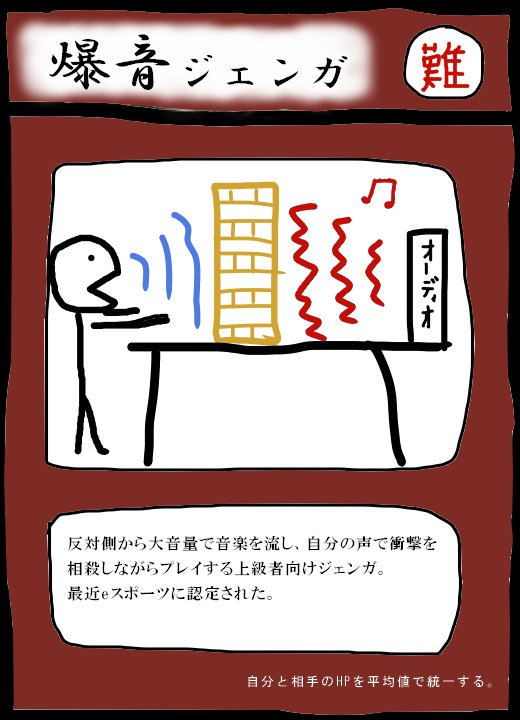 爆音ジェンガ
難
オーディオ
反対側から大音量で音楽を流し、自分の声で衝撃を
相殺しながらプレイする上級者向けジェンガ。
最近eスポーツに認定された。
自分と相手のHPを平均値で統一する。